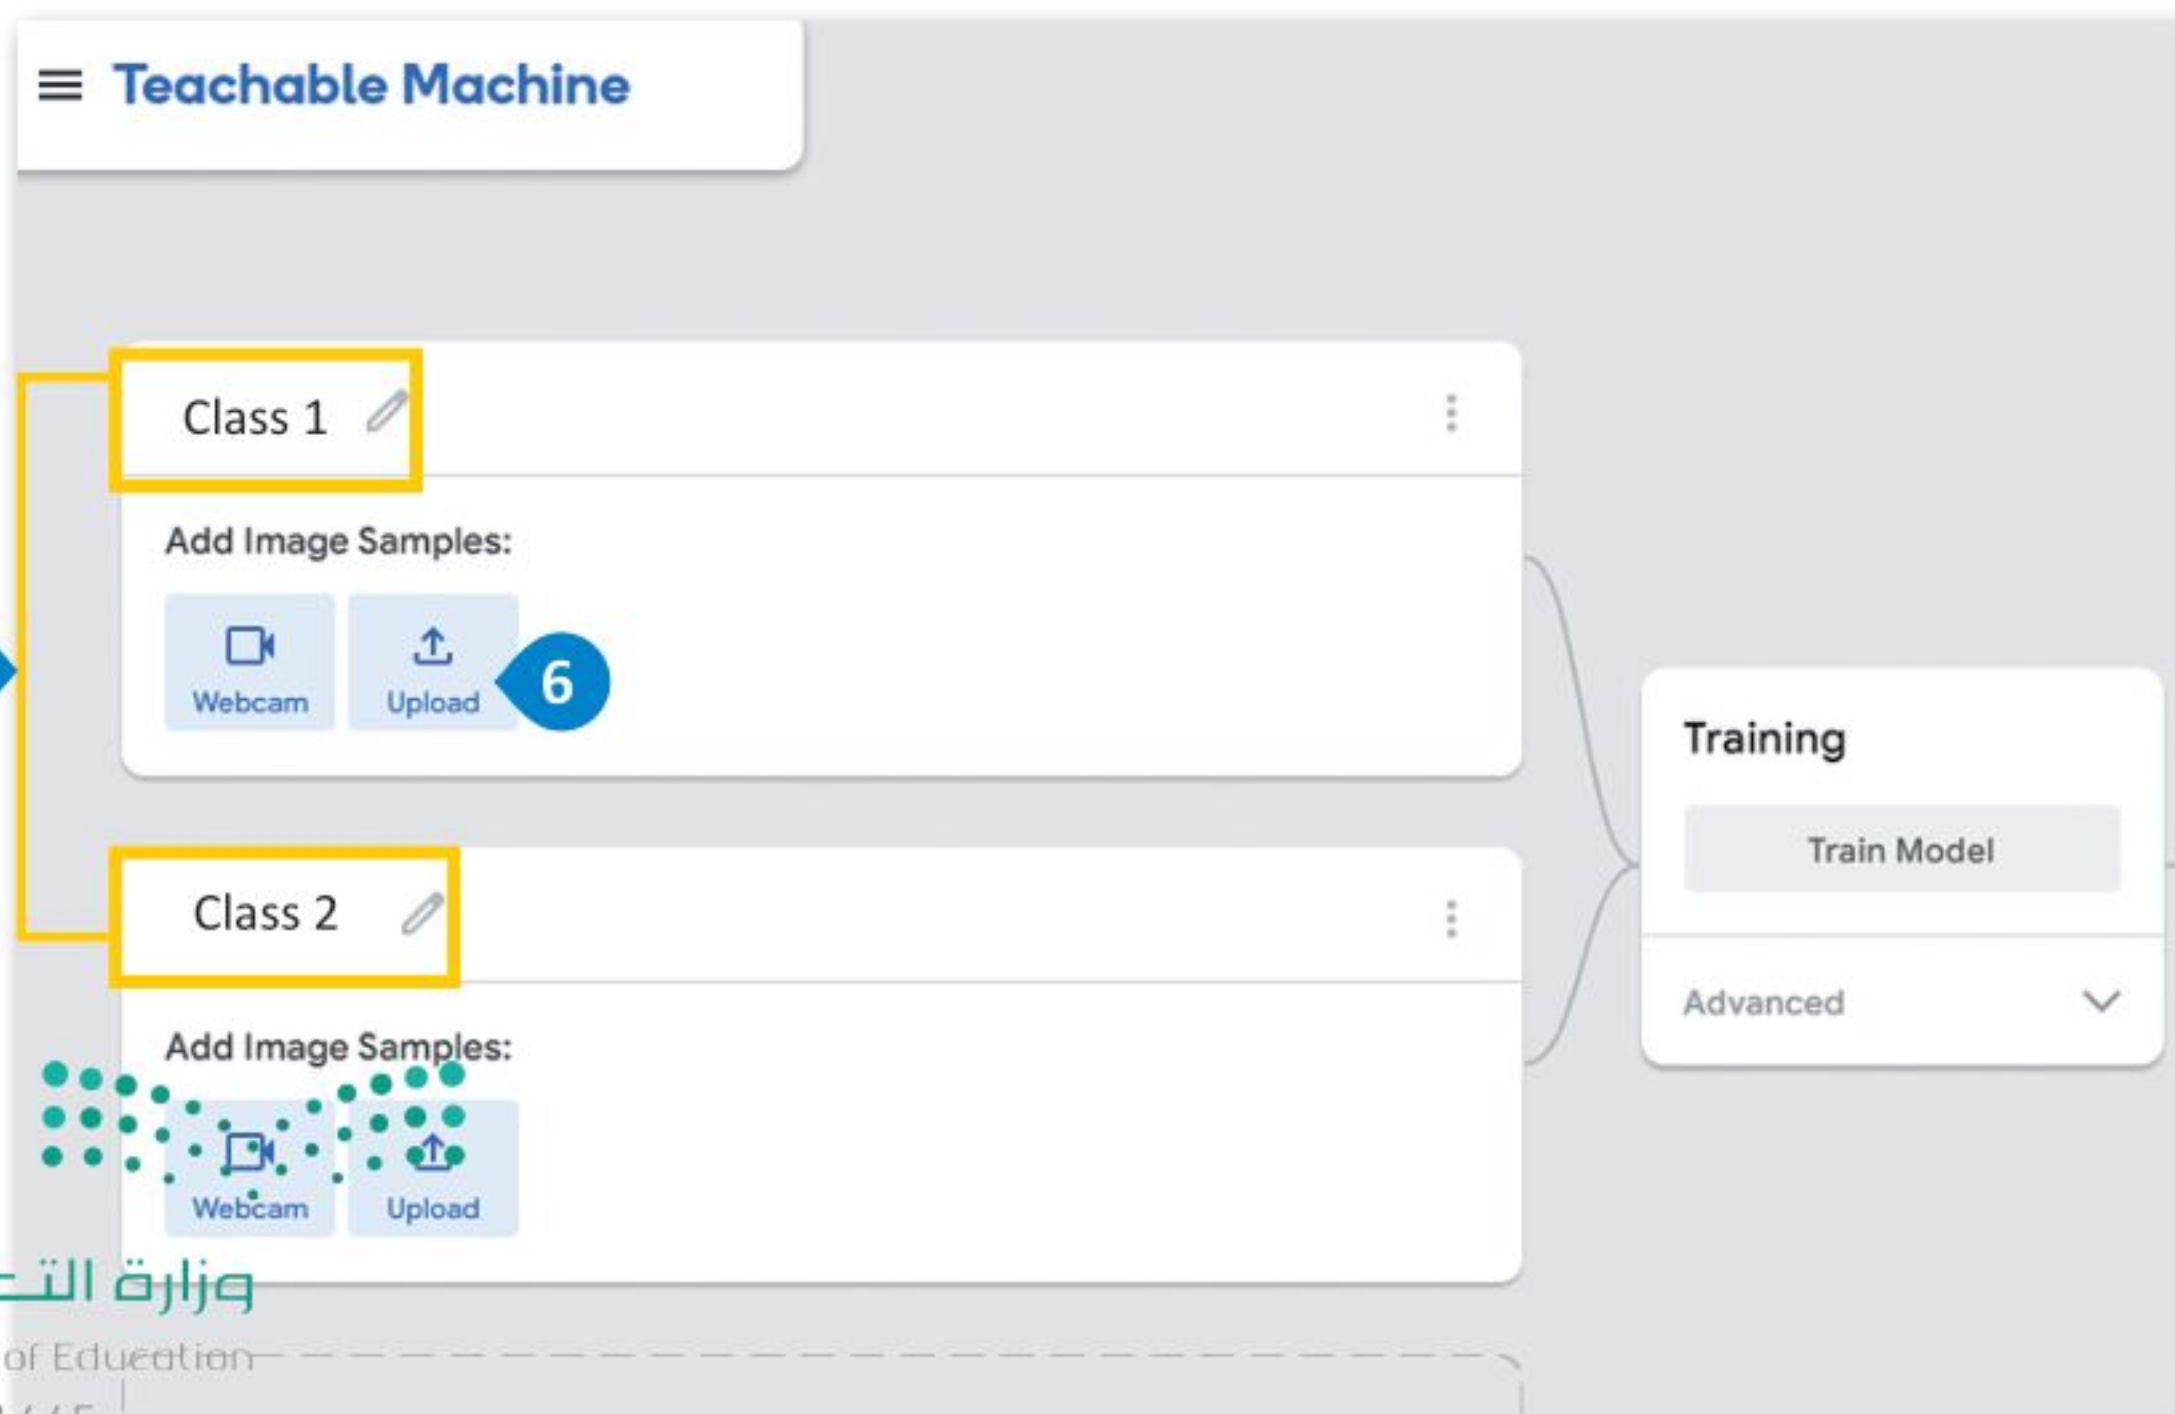 Teachable Machine
Class 1
Add Image Samples:
Webcam
Upload
6
Training
Train Model
Advanced
Class 2
Add Image Samples:
Webcam
Upload
وزارة
of Education